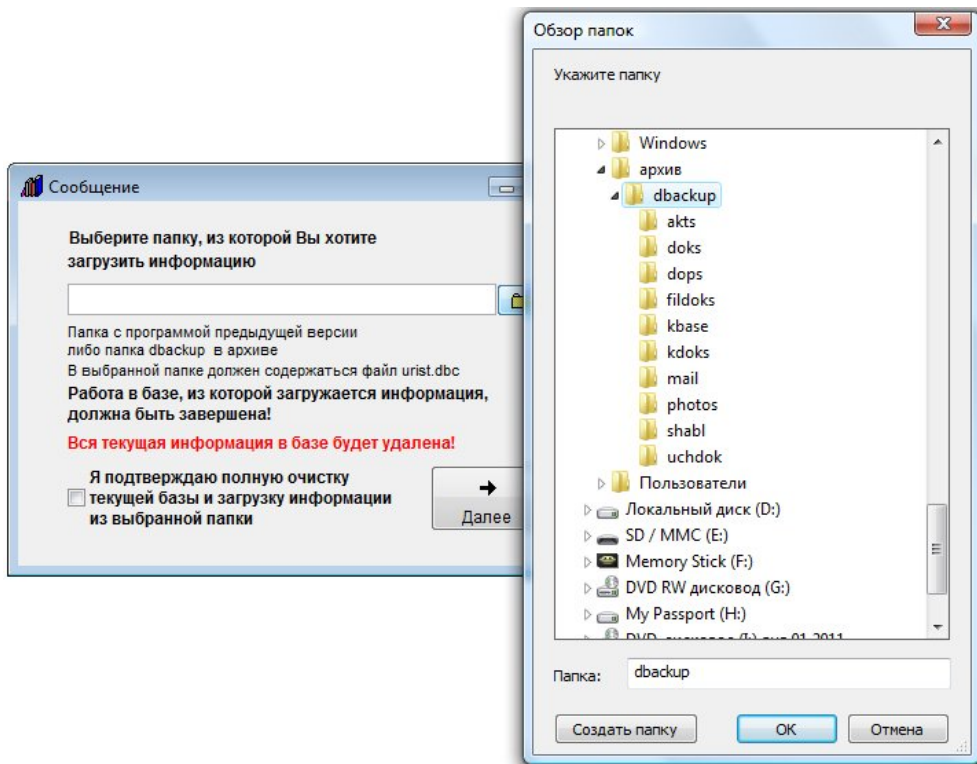 Сообщение
Выберите папку, из которой Вы хотите
загрузить информацию
Папка с программой предыдущей версии
либо папка dbackup в архиве
В выбранной папке должен содержаться файл urist.dbc
Работа в базе, из которой загружается информация,
должна быть завершена!
Вся текущая информация в базе будет удалена!
Я подтверждаю полную очистку
текущей базы и загрузку информации
из выбранной папки
Далее
Обзор папок
Укажите папку
Windows
архив
dbackup
akts
doks
dops
fildoks
kbase
kdoks
mail
photos
shabl
uchdok
Пользователи
Локальный диск (D:)
SD / MMC (E:)
Memory Stick (F:)
DVD RW дисковод (G:)
My Passport (H:)
Папка:
dbackup
Создать папку
ОК
Отмена